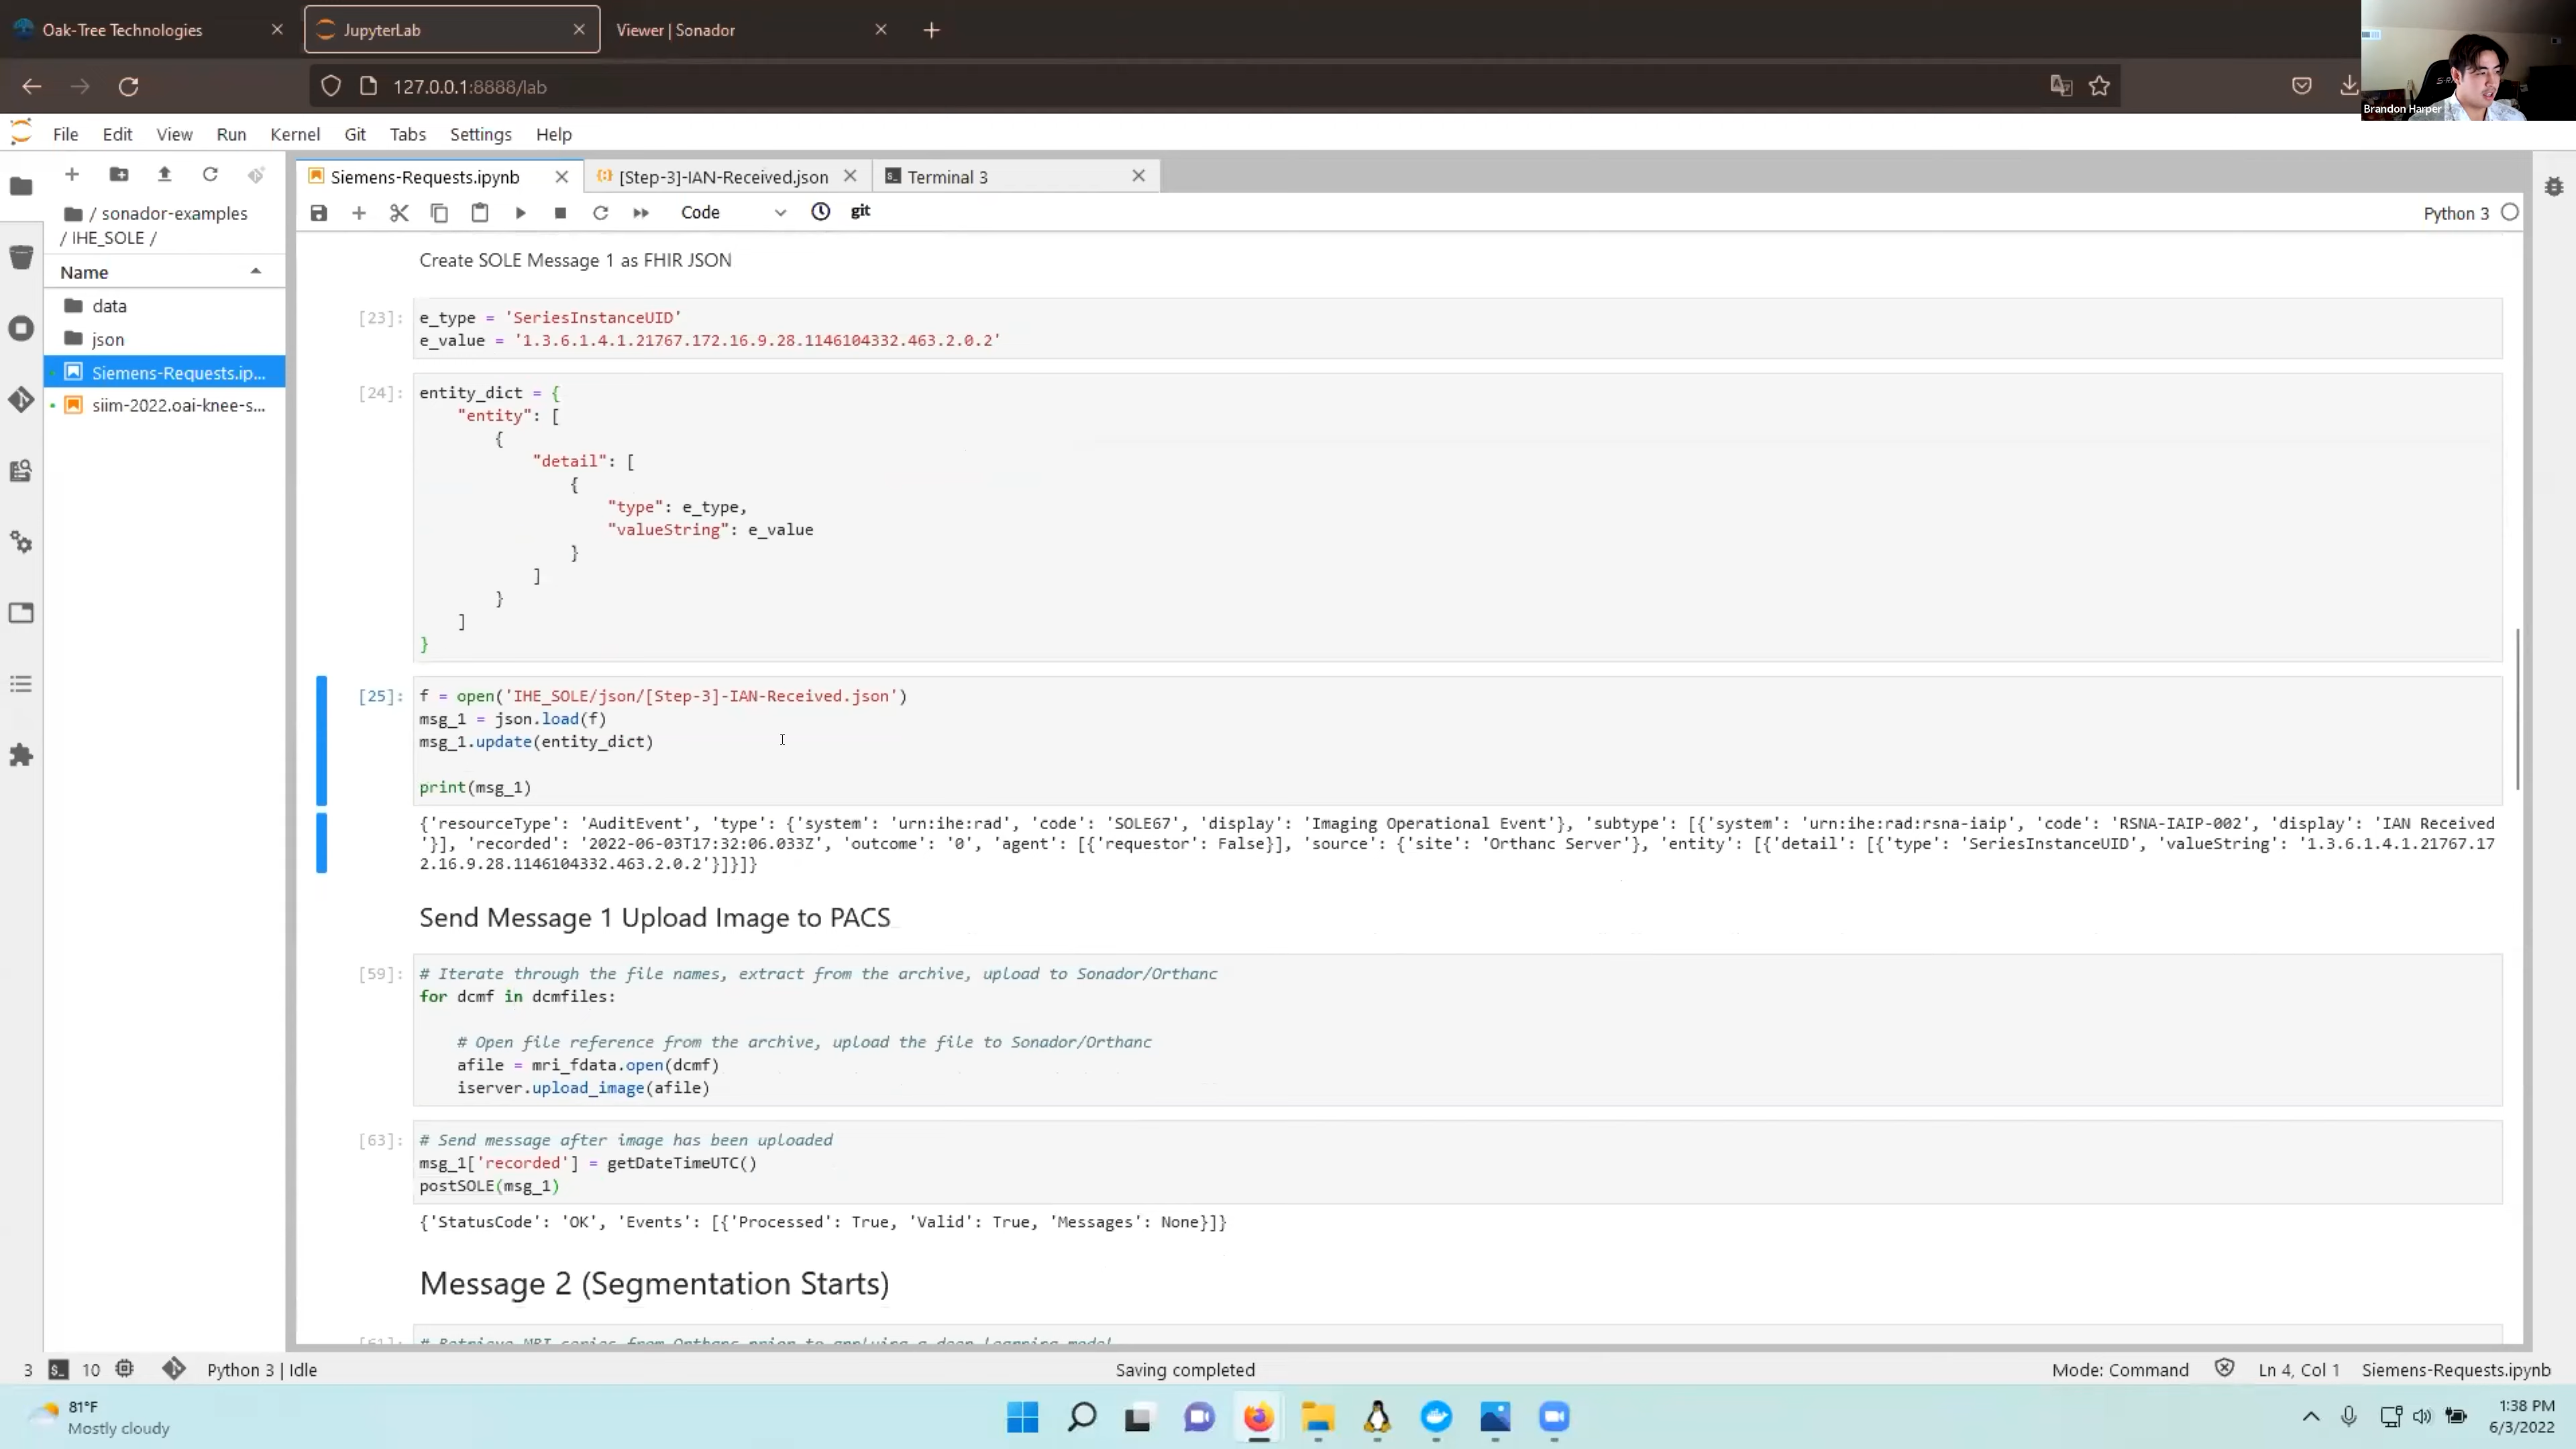 Oak-Tree Technologies
JupyterLab
Viewer | Sonador
127.0.0.1:8888/lab
Brandon Harper
File Edit View Run Kernel Git Tabs Settings Help
Siemens-Requests.ipynb
[Step-3]-IAN-Received.json
Terminal 3
/ sonador-examples
/ IHE_SOLE /
Code
git
Python 3
Name
data
json
Siemens-Requests.ip...
siim-2022.oai-knee-s...
Create SOLE Message 1 as FHIR JSON
[23]: e_type = 'SeriesInstanceUID'
e_value = '1.3.6.1.4.1.21767.172.16.9.28.1146104332.463.2.0.2'
[24]: entity_dict = {
"entity": [
{
"detail": [
{
"type": e_type,
"valueString": e_value
}
]
}
]
}
[25]: f = open('IHE_SOLE/json/[Step-3]-IAN-Received.json')
msg_1 = json.load(f)
msg_1.update(entity_dict)
print(msg_1)
{'resourceType': 'AuditEvent', 'type': {'system': 'urn:ihe:rad', 'code': 'SOLE67', 'display': 'Imaging Operational Event'}, 'subtype': [{'system': 'urn:ihe:rad:rsna-iaip', 'code': 'RSNA-IAIP-002', 'display': 'IAN Received
'}], 'recorded': '2022-06-03T17:32:06.033Z', 'outcome': '0', 'agent': [{'requestor': False}], 'source': {'site': 'Orthanc Server'}, 'entity': [{'detail': [{'type': 'SeriesInstanceUID', 'valueString': '1.3.6.1.4.1.21767.17
2.16.9.28.1146104332.463.2.0.2'}]}]}
Send Message 1 Upload Image to PACS
[59]: # Iterate through the file names, extract from the archive, upload to Sonador/Orthanc
for dcmf in dcmfiles:
# Open file reference from the archive, upload the file to Sonador/Orthanc
afile = mri_fdata.open(dcmf)
iserver.upload_image(afile)
[63]: # Send message after image has been uploaded
msg_1['recorded'] = getDateTimeUTC()
postSOLE(msg_1)
{'StatusCode': 'OK', 'Events': [{'Processed': True, 'Valid': True, 'Messages': None}]}
Message 2 (Segmentation Starts)
[61]: # Retrieve MRI series from Orthanc prior to applying a deep learning model
3 10 Python 3 | Idle
Saving completed
Mode: Command
Ln 4, Col 1
Siemens-Requests.ipynb
81°F
Mostly cloudy
1:38 PM
6/3/2022